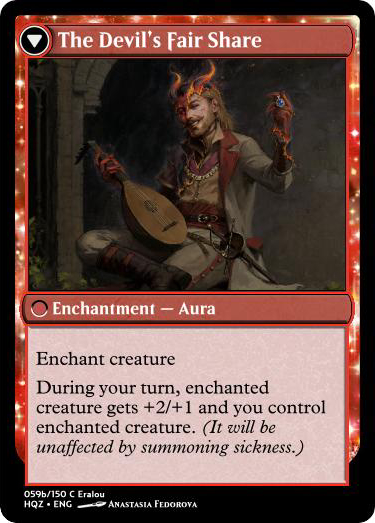 The Devil's Fair Share
Enchantment — Aura
Enchant creature
During your turn, enchanted
creature gets +2/+1 and you control
enchanted creature. (It will be
unaffected by summoning sickness.)
059b/150 C Eralou
HQZ • ENG Anastasia Fedorova